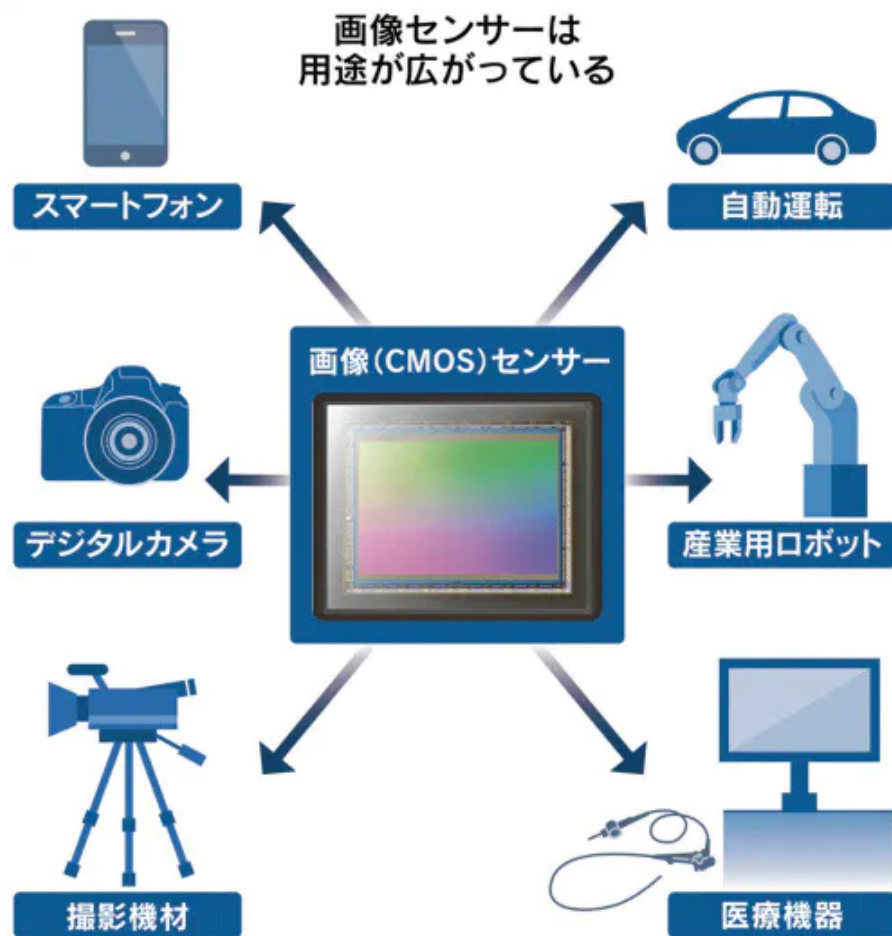 画像センサーは
用途が広がっている
スマートフォン
自動運転
画像(CMOS)センサー
デジタルカメラ
産業用ロボット
撮影機材
医療機器